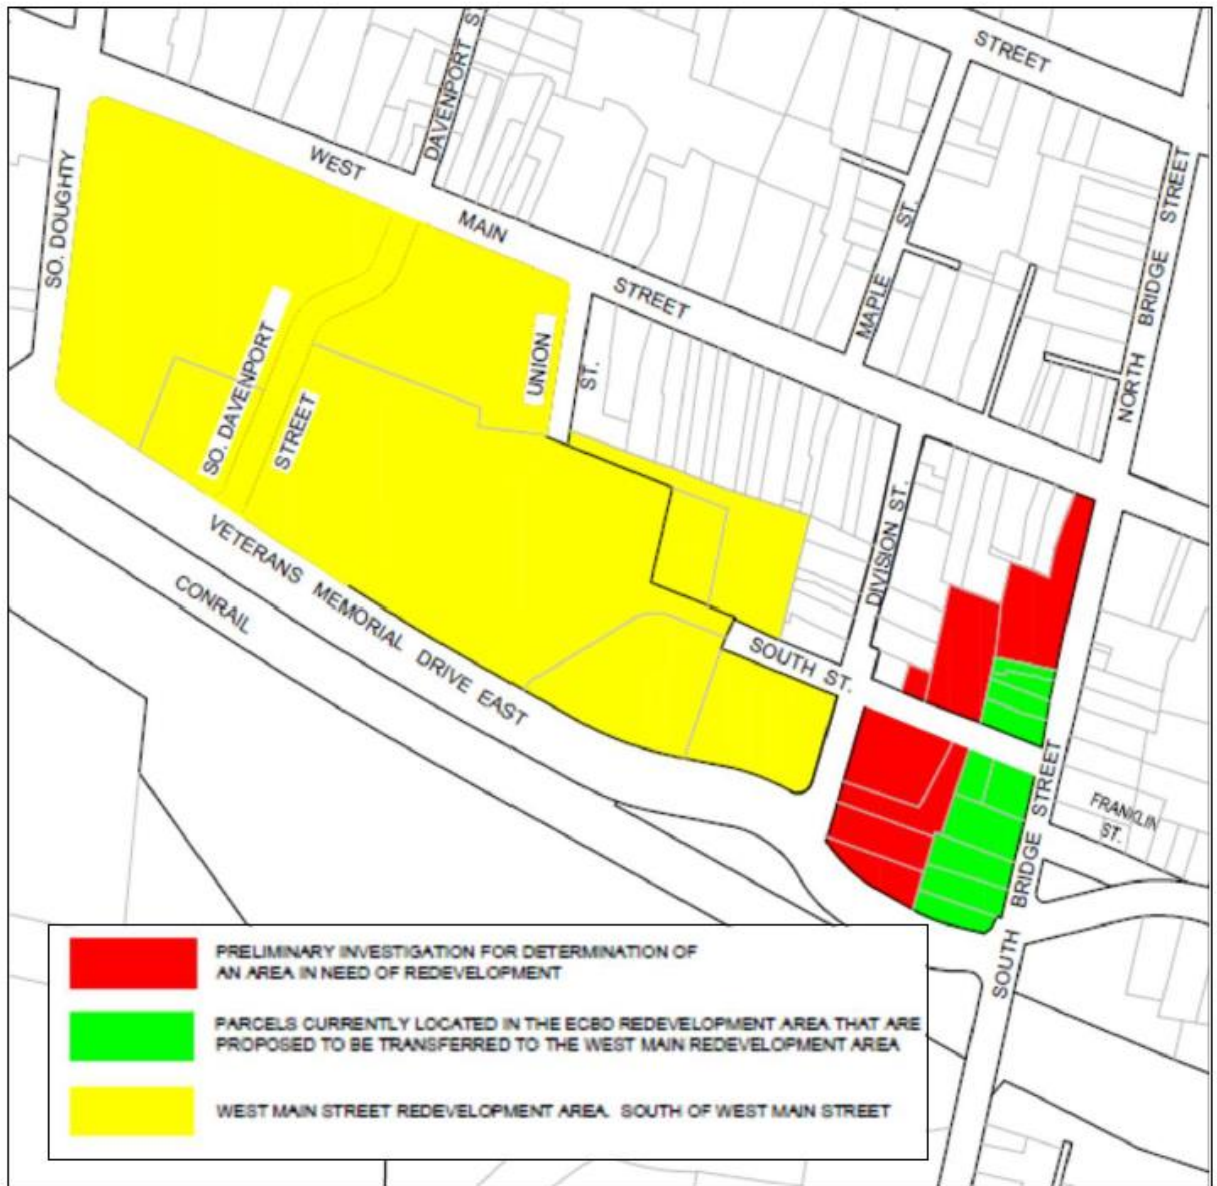 STREET
DAVENPORT S
WEST
MAIN
STREET
SO. DOUGHTY
MAPLE ST.
NORTH BRIDGE STREET
SO. DAVENPORT
STREET
UNION
ST.
DIVISION ST.
SOUTH ST.
VETERANS MEMORIAL DRIVE EAST
CONRAIL
FRANKLIN
ST.
SOUTH BRIDGE STREET
PRELIMINARY INVESTIGATION FOR DETERMINATION OF
AN AREA IN NEED OF REDEVELOPMENT
PARCELS CURRENTLY LOCATED IN THE ECBD REDEVELOPMENT AREA THAT ARE
PROPOSED TO BE TRANSFERRED TO THE WEST MAIN REDEVELOPMENT AREA
WEST MAIN STREET REDEVELOPMENT AREA. SOUTH OF WEST MAIN STREET